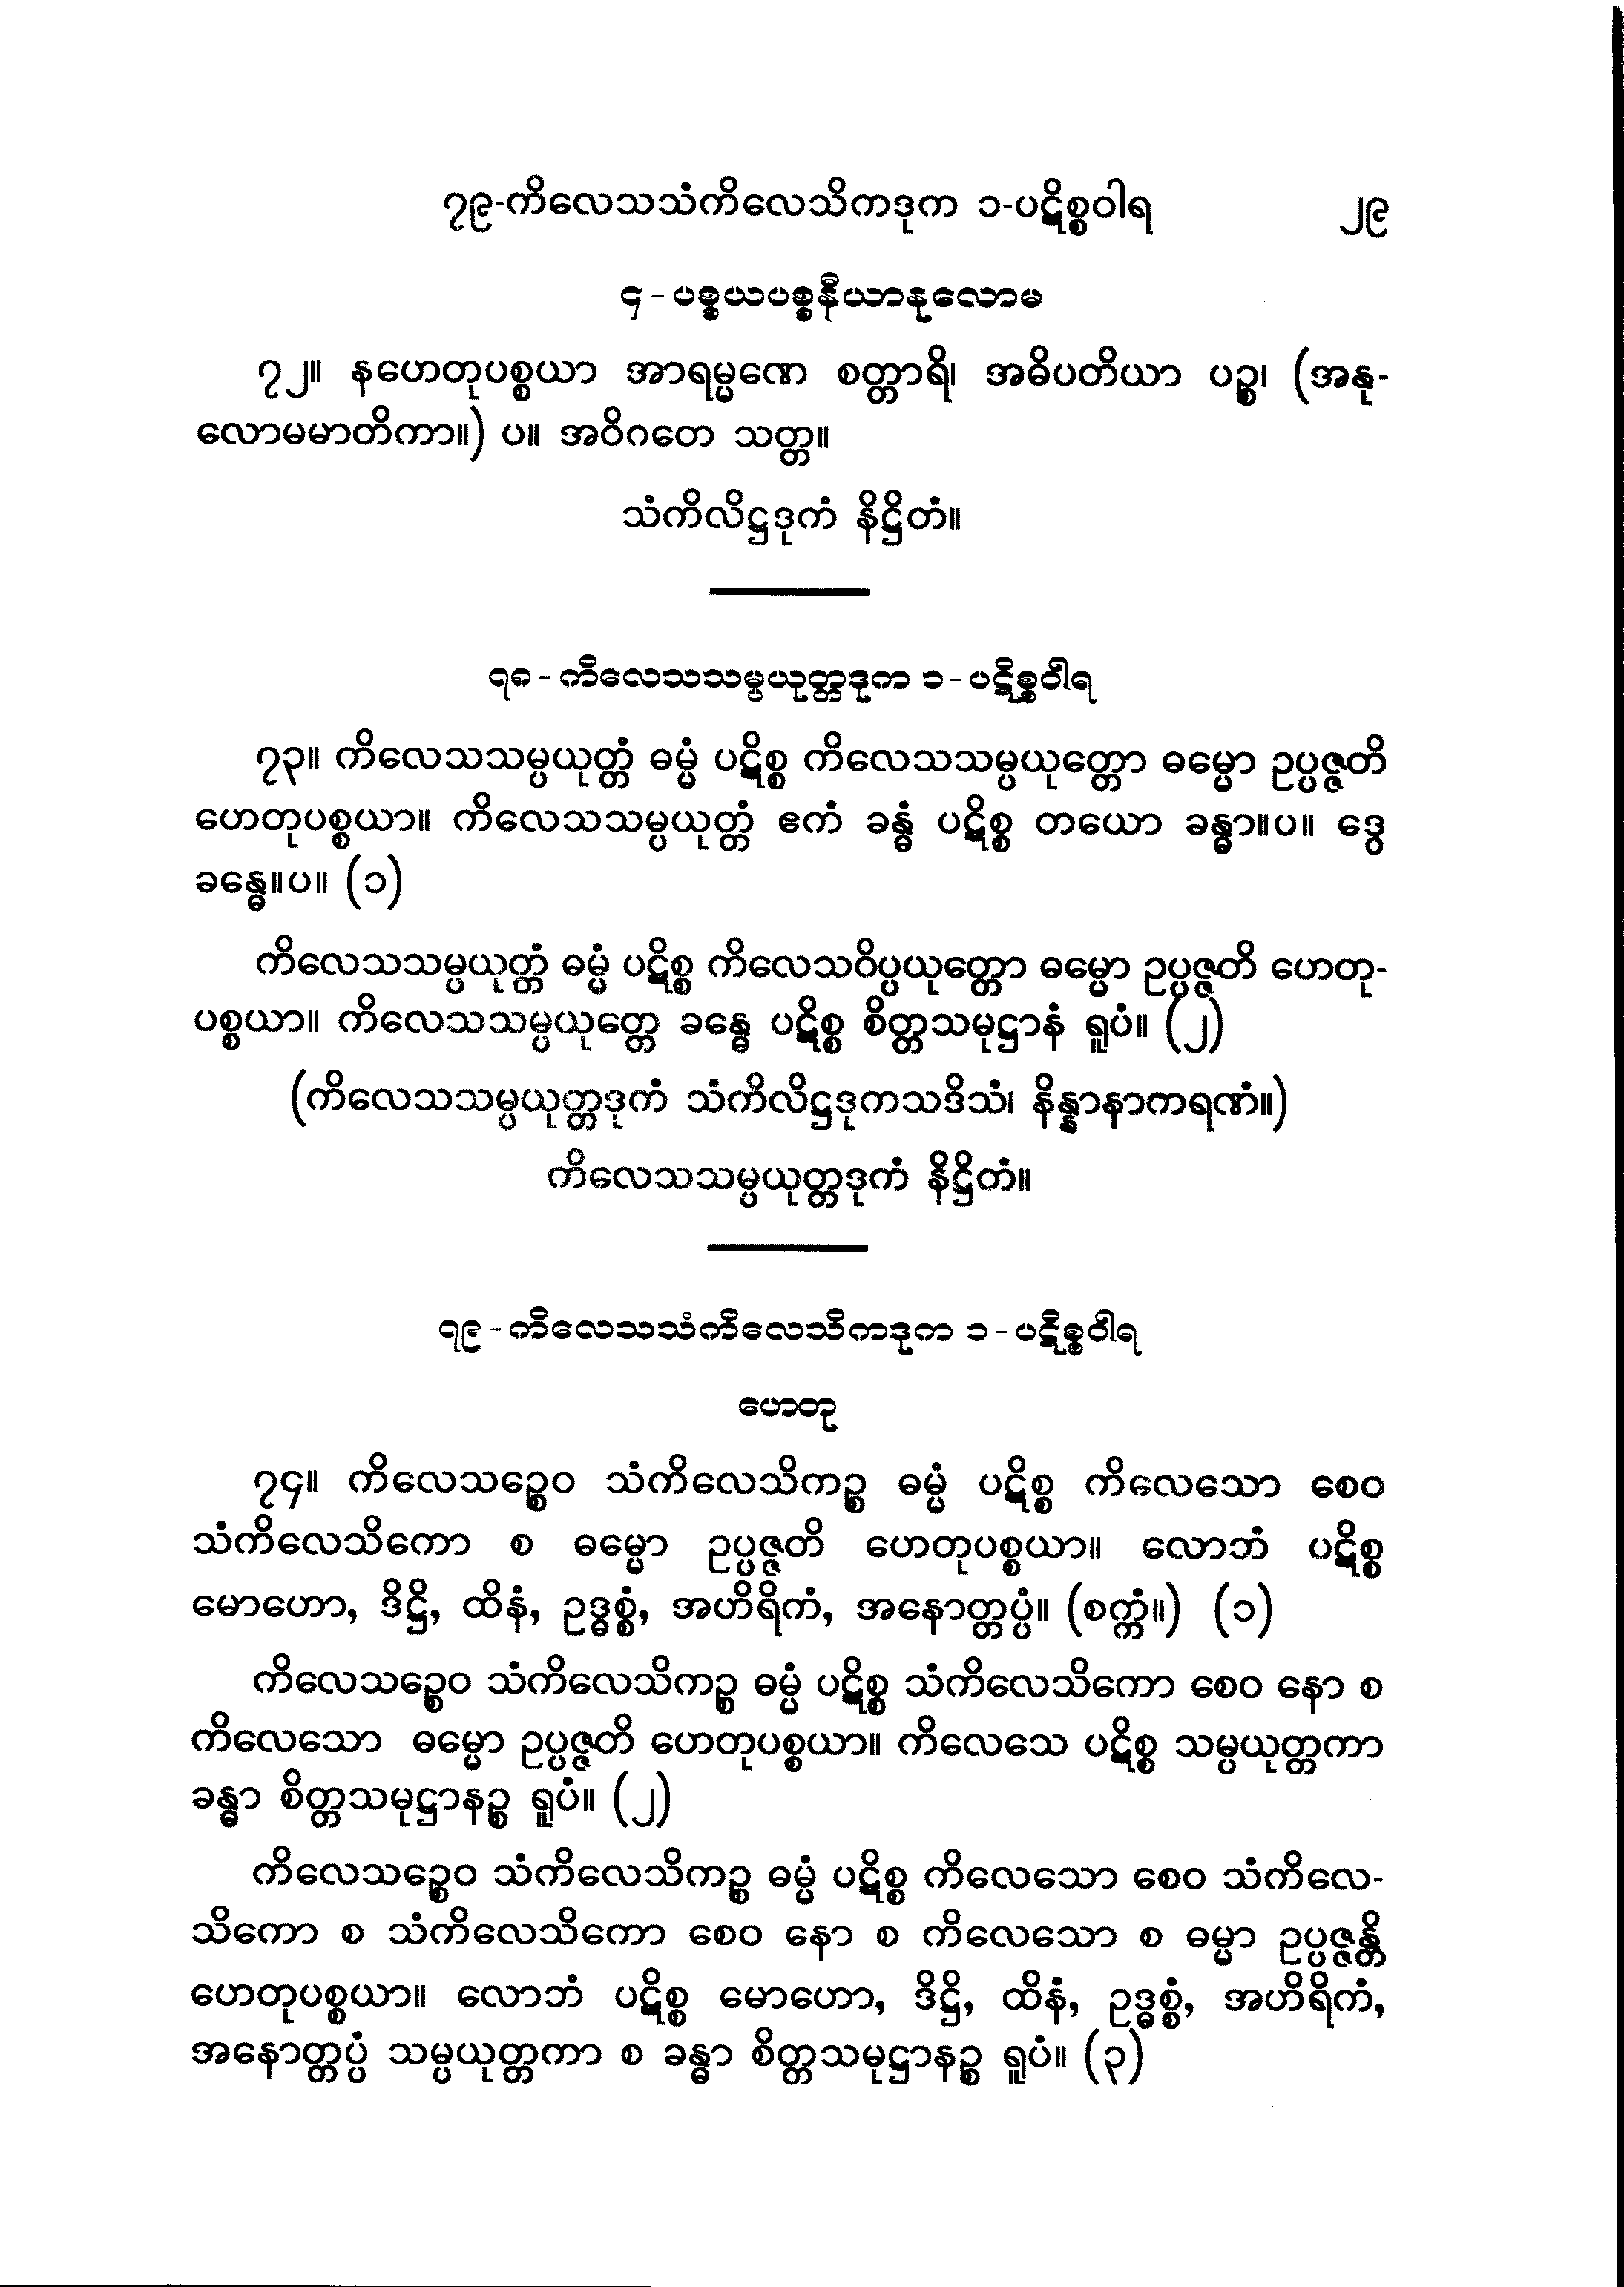 ၇၉-ကိလေသသံကိလေသိကဒုက ၁-ပဋိစ္စဝါရ ၂၉
၄-ပစ္စယပစ္စနီယာနုလောမ
၇၂။ နဟေတုပစ္စယာ အာရမ္မဏေ စတ္တာရိ၊ အဓိပတိယာ ပဉ္စ၊ (အနု-
လောမမာတိကာ။) ပ။ အဝိဂတေ သတ္တ။
သံကိလိဋ္ဌဒုကံ နိဋ္ဌိတံ။
၇၈-ကိလေသသမ္ပယုတ္တဒုက ၁-ပဋိစ္စဝါရ
၇၃။ ကိလေသသမ္ပယုတ္တံ ဓမ္မံ ပဋိစ္စ ကိလေသသမ္ပယုတ္တော ဓမ္မော ဥပ္ပဇ္ဇတိ
ဟေတုပစ္စယာ။ ကိလေသသမ္ပယုတ္တံ ဧကံ ခန္ဓံ ပဋိစ္စ တယော ခန္ဓာ။ပ။ ဒွေ
ခန္ဓေ။ပ။ (၁)
ကိလေသသမ္ပယုတ္တံ ဓမ္မံ ပဋိစ္စ ကိလေသဝိပ္ပယုတ္တော ဓမ္မော ဥပ္ပဇ္ဇတိ ဟေတု-
ပစ္စယာ။ ကိလေသသမ္ပယုတ္တေ ခန္ဓေ ပဋိစ္စ စိတ္တသမုဋ္ဌာနံ ရူပံ။ (၂)
(ကိလေသသမ္ပယုတ္တဒုကံ သံကိလိဋ္ဌဒုကသဒိသံ၊ နိန္နာနာကရဏံ။)
ကိလေသသမ္ပယုတ္တဒုကံ နိဋ္ဌိတံ။
၇၉-ကိလေသသံကိလေသိကဒုက ၁-ပဋိစ္စဝါရ
ဟေတု
၇၄။ ကိလေသဉ္စေဝ သံကိလေသိကဉ္စ ဓမ္မံ ပဋိစ္စ ကိလေသော စေဝ
သံကိလေသိကော စ ဓမ္မော ဥပ္ပဇ္ဇတိ ဟေတုပစ္စယာ။ လောဘံ ပဋိစ္စ
မောဟော, ဒိဋ္ဌိ, ထိနံ, ဥဒ္ဓစ္စံ, အဟိရိကံ, အနောတ္တပ္ပံ။ (စက္ကံ။) (၁)
ကိလေသဉ္စေဝ သံကိလေသိကဉ္စ ဓမ္မံ ပဋိစ္စ သံကိလေသိကော စေဝ နော စ
ကိလေသော ဓမ္မော ဥပ္ပဇ္ဇတိ ဟေတုပစ္စယာ။ ကိလေသေ ပဋိစ္စ သမ္ပယုတ္တကာ
ခန္ဓာ စိတ္တသမုဋ္ဌာနဉ္စ ရူပံ။ (၂)
ကိလေသဉ္စေဝ သံကိလေသိကဉ္စ ဓမ္မံ ပဋိစ္စ ကိလေသော စေဝ သံကိလေ-
သိကော စ သံကိလေသိကော စေဝ နော စ ကိလေသော စ ဓမ္မာ ဥပ္ပဇ္ဇန္တိ
ဟေတုပစ္စယာ။ လောဘံ ပဋိစ္စ မောဟော, ဒိဋ္ဌိ, ထိနံ, ဥဒ္ဓစ္စံ, အဟိရိကံ,
အနောတ္တပ္ပံ သမ္ပယုတ္တကာ စ ခန္ဓာ စိတ္တသမုဋ္ဌာနဉ္စ ရူပံ။ (၃)